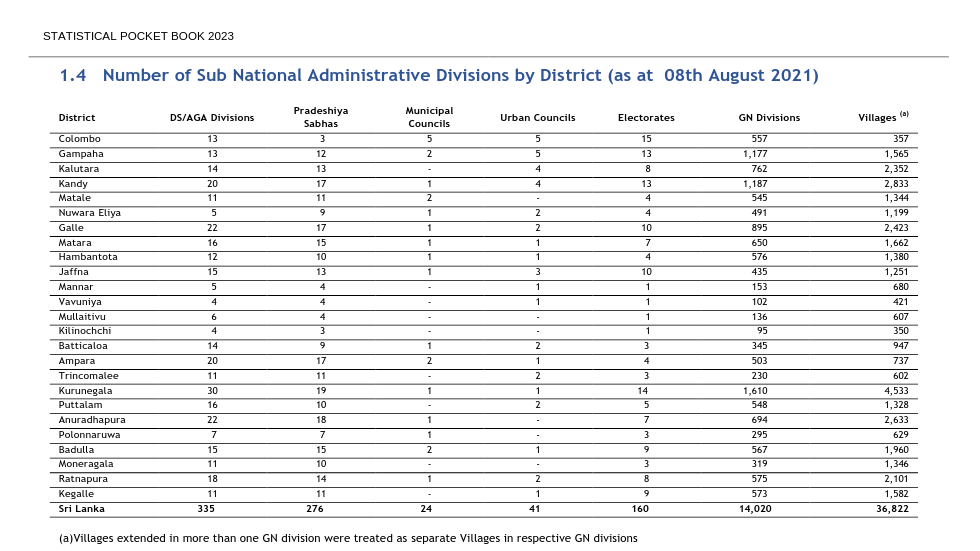 STATISTICAL POCKET BOOK 2023
1.4 Number of Sub National Administrative Divisions by District (as at 08th August 2021)
District DS/AGA Divisions Pradeshiya Sabhas Municipal Councils Urban Councils Electorates GN Divisions Villages (a)
Colombo 13 3 5 5 15 557 357
Gampaha 13 12 2 5 13 1,177 1,565
Kalutara 14 13 - 4 8 762 2,352
Kandy 20 17 1 4 13 1,187 2,833
Matale 11 11 2 - 4 545 1,344
Nuwara Eliya 5 9 1 2 4 491 1,199
Galle 22 17 1 2 10 895 2,423
Matara 16 15 1 1 7 650 1,662
Hambantota 12 10 1 1 4 576 1,380
Jaffna 15 13 1 3 10 435 1,251
Mannar 5 4 - 1 1 153 680
Vavuniya 4 4 - 1 1 102 421
Mullaitivu 6 4 - - 1 136 607
Kilinochchi 4 3 - - 1 95 350
Batticaloa 14 9 1 2 3 345 947
Ampara 20 17 2 1 4 503 737
Trincomalee 11 11 - 2 3 230 602
Kurunegala 30 19 1 1 14 1,610 4,533
Puttalam 16 10 - 2 5 548 1,328
Anuradhapura 22 18 1 - 7 694 2,633
Polonnaruwa 7 7 1 - 3 295 629
Badulla 15 15 2 1 9 567 1,960
Moneragala 11 10 - - 3 319 1,346
Ratnapura 18 14 1 2 8 575 2,101
Kegalle 11 11 - 1 9 573 1,582
Sri Lanka 335 276 24 41 160 14,020 36,822
(a)Villages extended in more than one GN division were treated as separate Villages in respective GN divisions